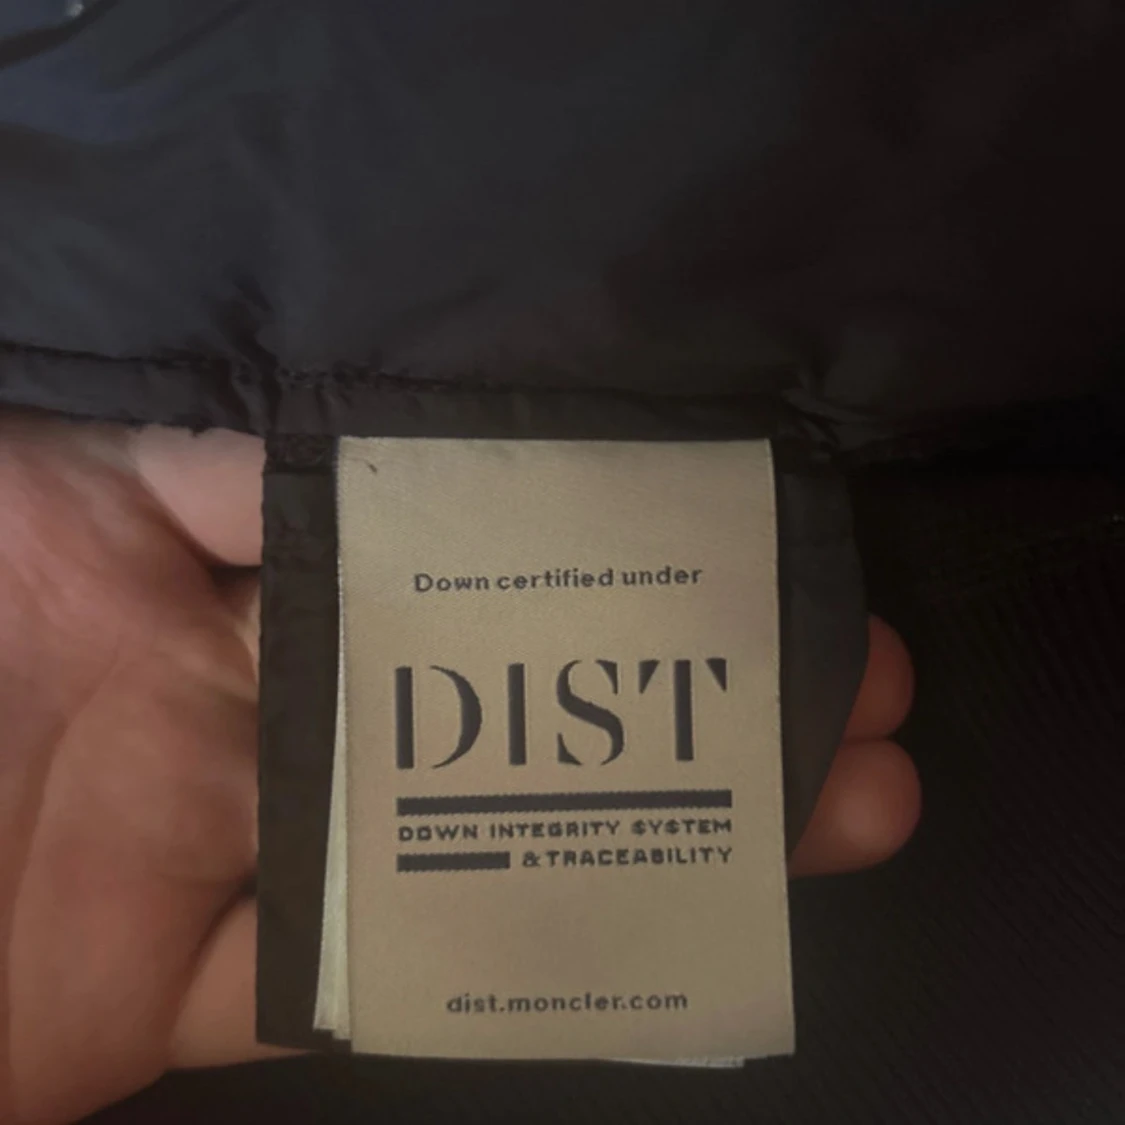 Down certified under
DIST
DOWN INTEGRITY SYSTEM
& TRACEABILITY
dist.moncler.com